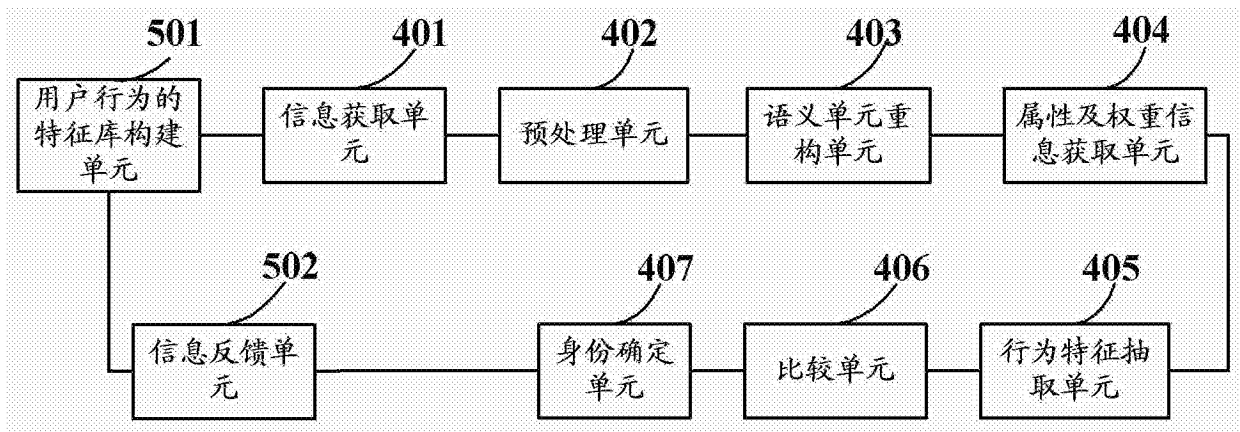 501
401
402
403
404
用户行为的
特征库构建
单元
信息获取单
元
预处理单元
语义单元重
构单元
属性及权重信
息获取单元
502
407
406
405
信息反馈单
元
身份确定
单元
比较单元
行为特征抽
取单元